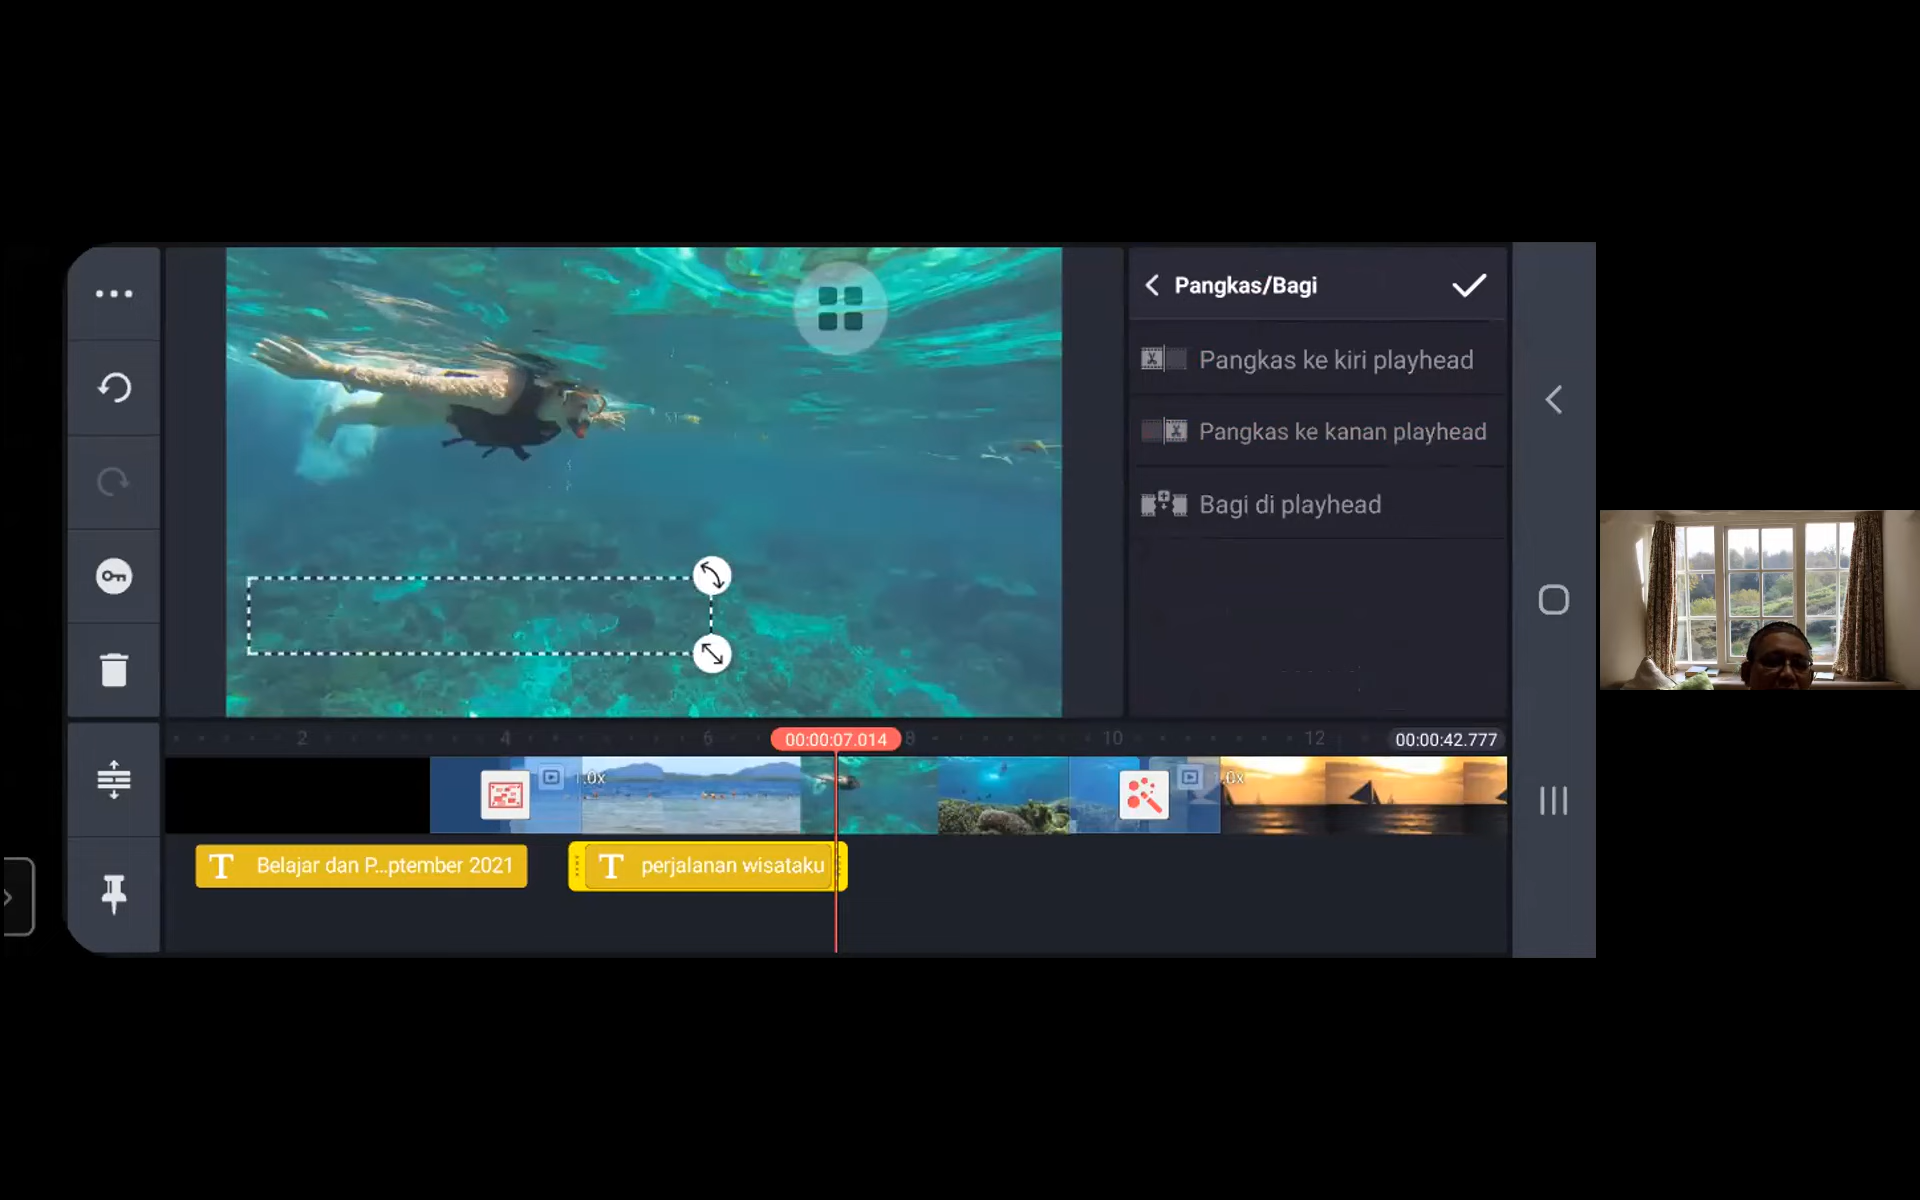 Pangkas/Bagi
Pangkas ke kiri playhead
Pangkas ke kanan playhead
Bagi di playhead
2
4
6
00:00:07.014
8
10
12
00:00:42.777
1.0x
1.0x
T Belajar dan P...ptember 2021
T perjalanan wisataku